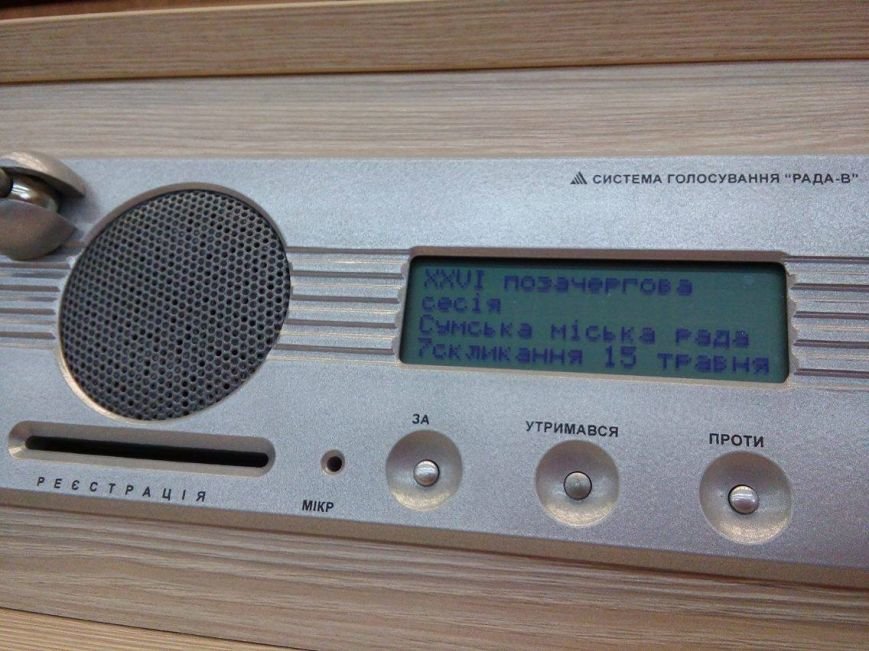 СИСТЕМА ГОЛОСУВАННЯ "РАДА-В"
XXVI позачергова
сесія
Сумська міська рада
7скликання 15 травня
ЗА
УТРИМАВСЯ
ПРОТИ
РЕЄСТРАЦІЯ
МІКР